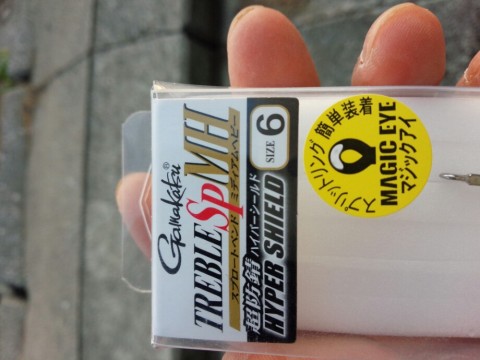 Gamakatsu
TREBLE Sp MH
スプロートベンド ミディアムヘビー
超防錆 ハイパーシールド
HYPER SHIELD
SIZE 6
簡単装着
スプリットリング
MAGIC EYE
マジックアイ